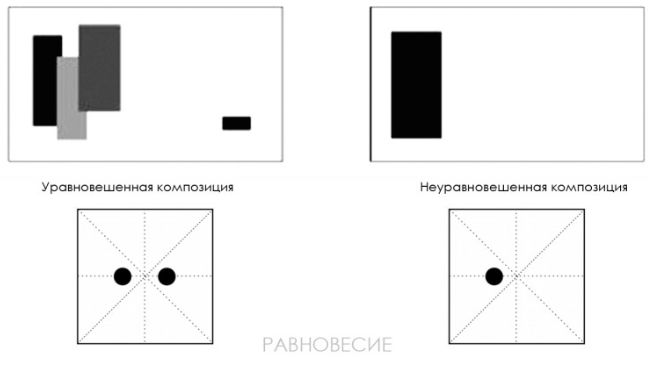 Уравновешенная композиция
Неуравновешенная композиция
РАВНОВЕСИЕ